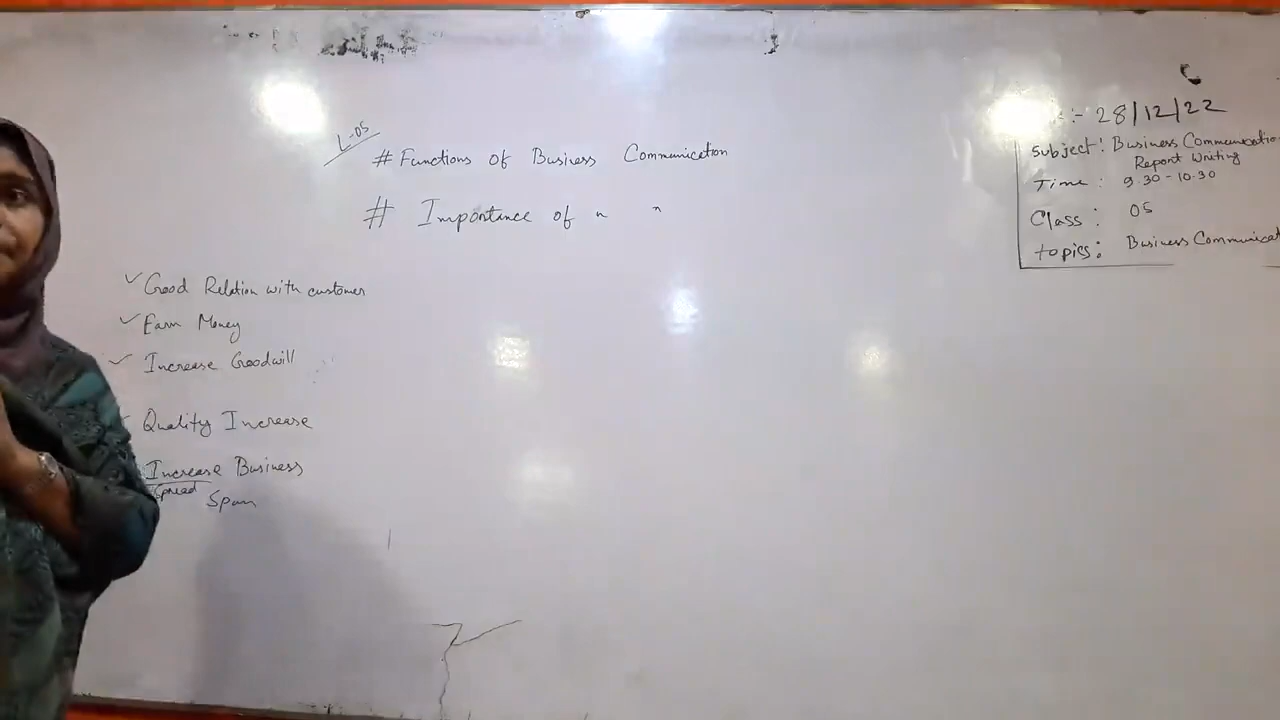 L-05
# Functions of Business Communication
# Importance of " "
✓ Good Relation with customer
✓ Earn Money
✓ Increase Goodwill
Quality Increase
Increase Business
Spread Span
:- 28/12/22
Subject: Business Communication
Report Writing
Time: 9.30-10.30
Class: 05
topics: Business Communicat